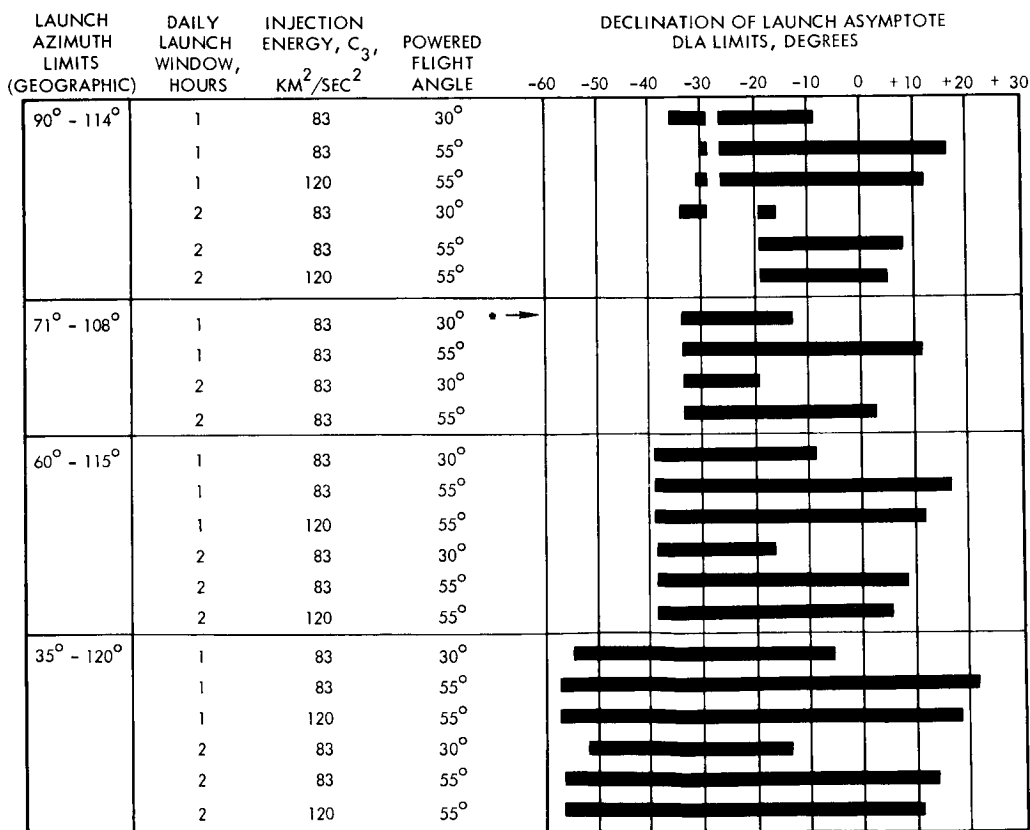 LAUNCH AZIMUTH LIMITS (GEOGRAPHIC)
DAILY LAUNCH WINDOW, HOURS
INJECTION ENERGY, C3, KM²/SEC²
POWERED FLIGHT ANGLE
DECLINATION OF LAUNCH ASYMPTOTE
DLA LIMITS, DEGREES
-60 -50 -40 -30 -20 -10 0 +10 +20 +30
90° - 114° 1 83 30°
1 83 55°
1 120 55°
2 83 30°
2 83 55°
2 120 55°
71° - 108° 1 83 30° • →
1 83 55°
2 83 30°
2 83 55°
60° - 115° 1 83 30°
1 83 55°
1 120 55°
2 83 30°
2 83 55°
2 120 55°
35° - 120° 1 83 30°
1 83 55°
1 120 55°
2 83 30°
2 83 55°
2 120 55°